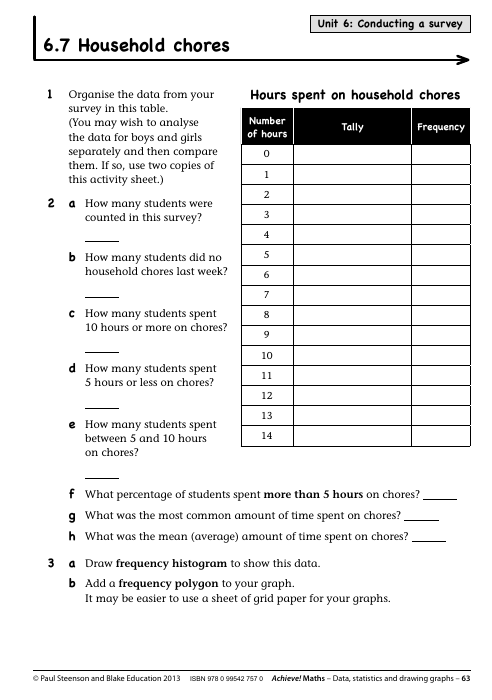 Unit 6: Conducting a survey
6.7 Household chores
1 Organise the data from your
survey in this table.
(You may wish to analyse
the data for boys and girls
separately and then compare
them. If so, use two copies of
this activity sheet.)
2 a How many students were
counted in this survey?
b How many students did no
household chores last week?
c How many students spent
10 hours or more on chores?
d How many students spent
5 hours or less on chores?
e How many students spent
between 5 and 10 hours
on chores?
Hours spent on household chores
Number
of hours
Tally
Frequency
0
1
2
3
4
5
6
7
8
9
10
11
12
13
14
f What percentage of students spent more than 5 hours on chores?
g What was the most common amount of time spent on chores?
h What was the mean (average) amount of time spent on chores?
3 a Draw frequency histogram to show this data.
b Add a frequency polygon to your graph.
It may be easier to use a sheet of grid paper for your graphs.
© Paul Steenson and Blake Education 2013 ISBN 978 0 99542 757 0 Achieve! Maths – Data, statistics and drawing graphs – 63